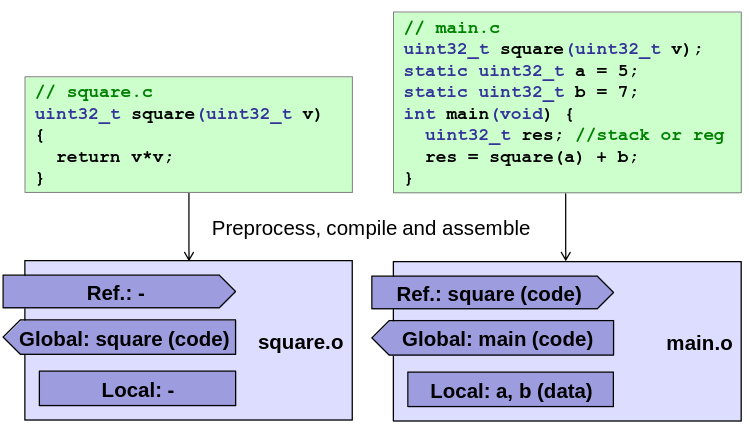 // square.c
uint32_t square(uint32_t v)
{
  return v*v;
}
// main.c
uint32_t square(uint32_t v);
static uint32_t a = 5;
static uint32_t b = 7;
int main(void) {
  uint32_t res; //stack or reg
  res = square(a) + b;
}
Preprocess, compile and assemble
Ref.: -
Global: square (code)
Local: -
square.o
Ref.: square (code)
Global: main (code)
Local: a, b (data)
main.o